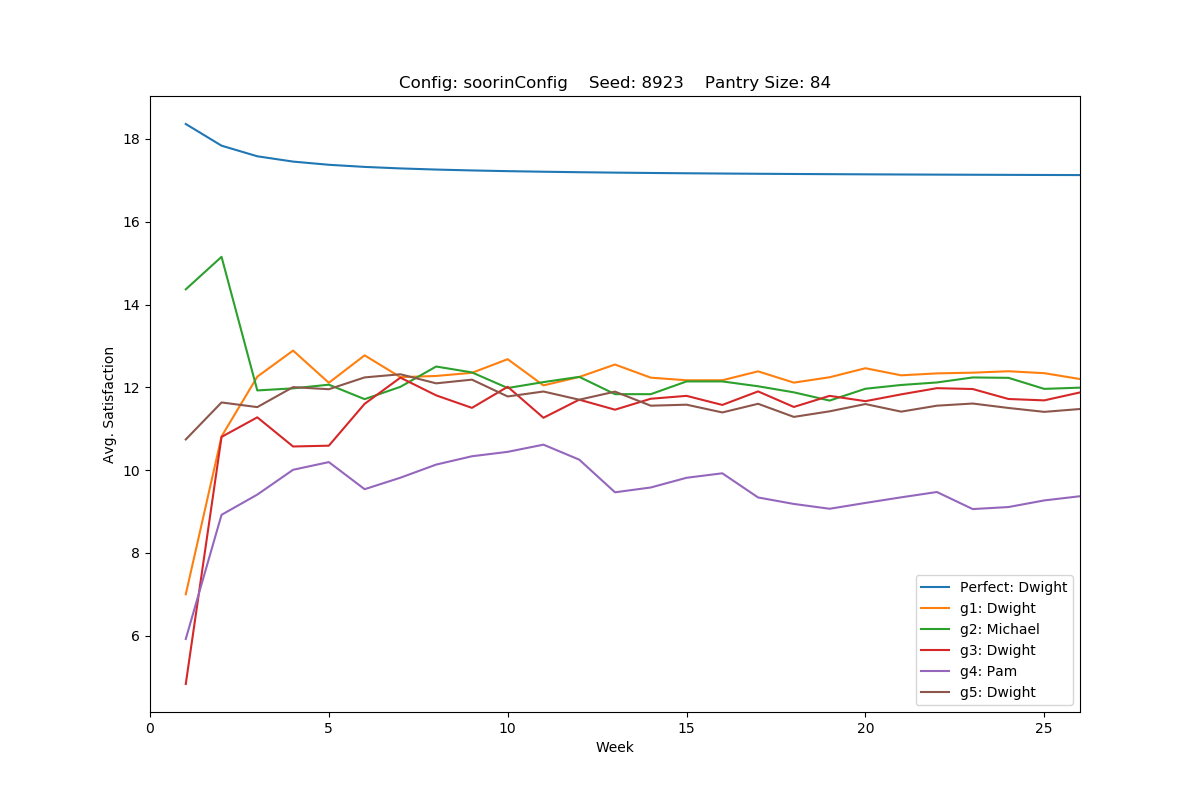 Config: soorinConfig    Seed: 8923    Pantry Size: 84
Avg. Satisfaction
18
16
14
12
10
8
6
0 5 10 15 20 25
Week
Perfect: Dwight
g1: Dwight
g2: Michael
g3: Dwight
g4: Pam
g5: Dwight